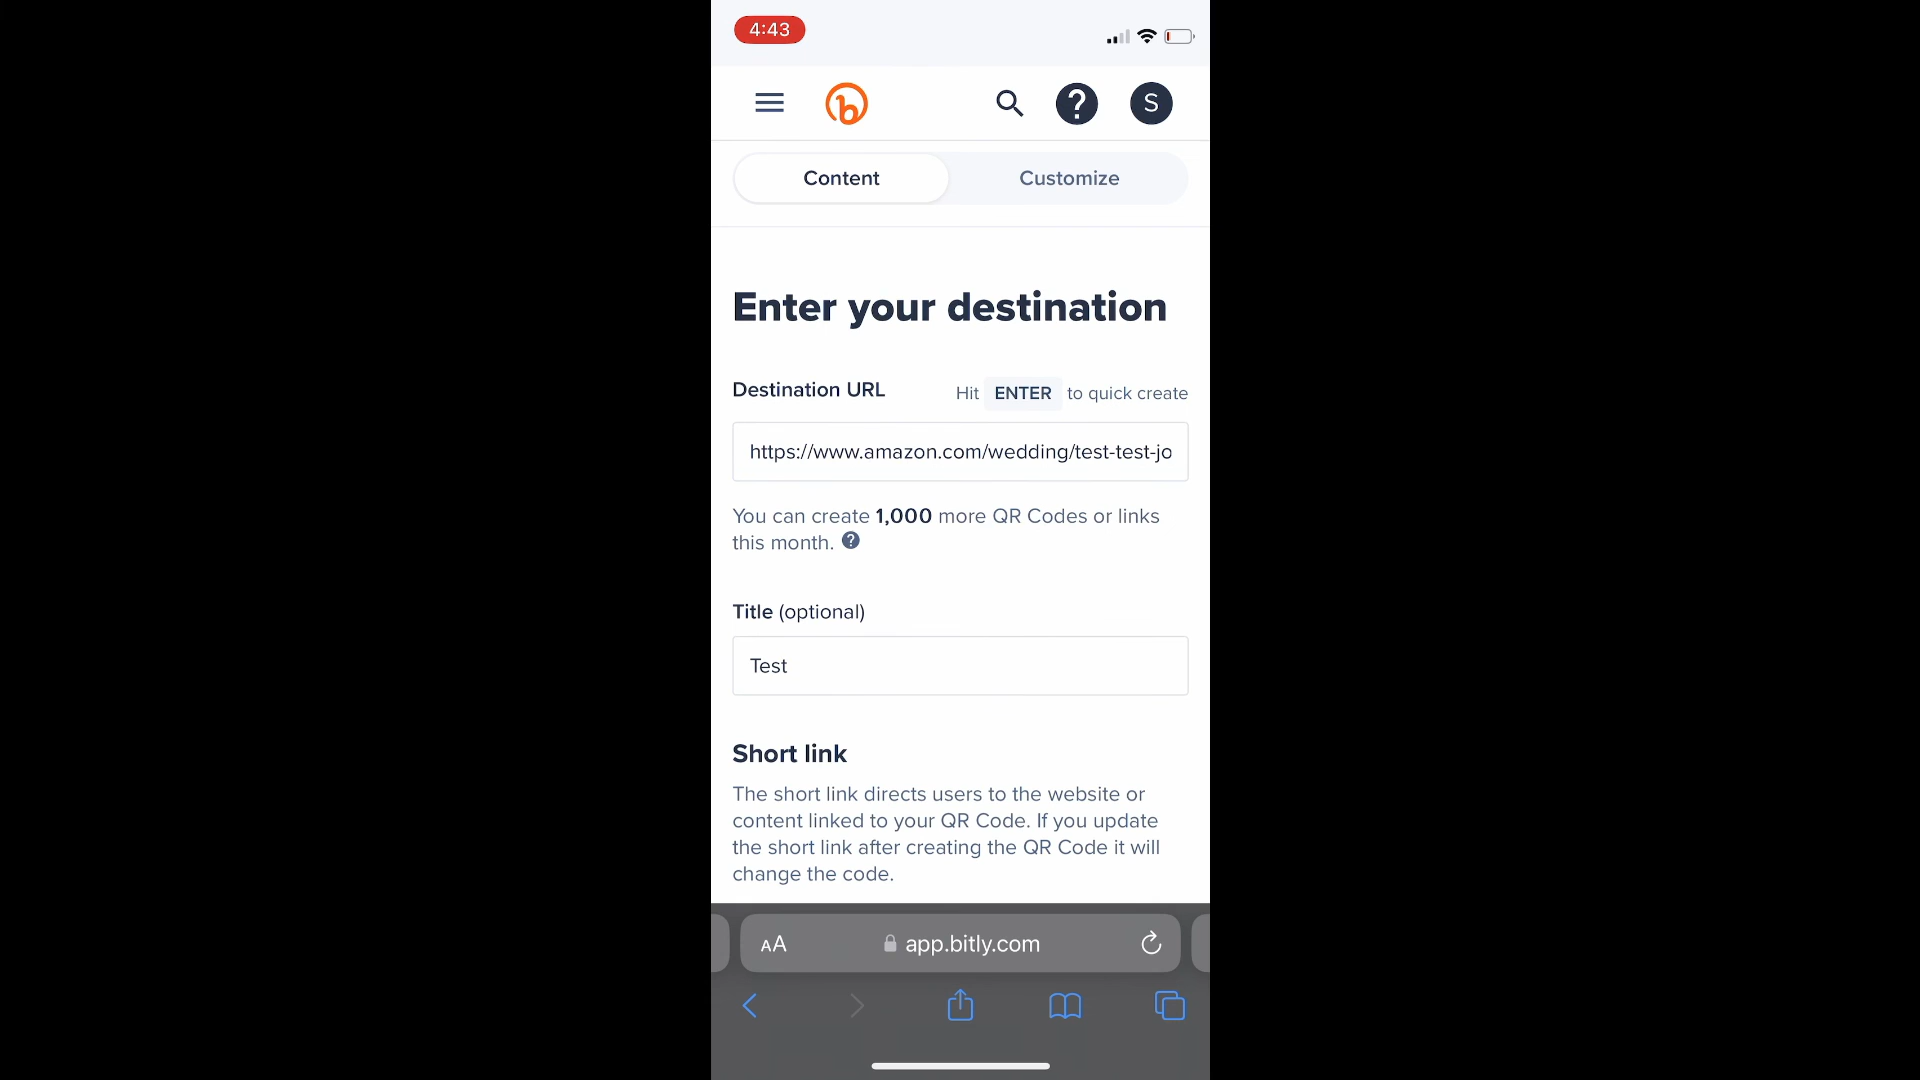 4:43
S
Content Customize
Enter your destination
Destination URL Hit ENTER to quick create
https://www.amazon.com/wedding/test-test-jo
You can create 1,000 more QR Codes or links
this month. ?
Title (optional)
Test
Short link
The short link directs users to the website or
content linked to your QR Code. If you update
the short link after creating the QR Code it will
change the code.
AA app.bitly.com